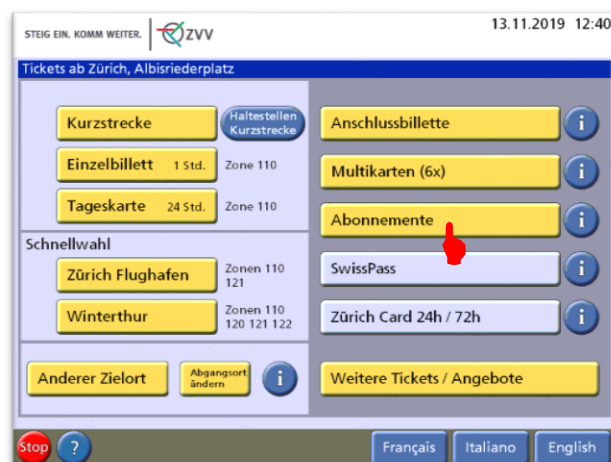 STEIG EIN. KOMM WEITER. ZVV
13.11.2019 12:40
Tickets ab Zürich, Albisriederplatz
Kurzstrecke
Haltestellen
Kurzstrecke
Einzelbillett 1 Std. Zone 110
Tageskarte 24 Std. Zone 110
Schnellwahl
Zürich Flughafen
Zonen 110
121
Winterthur
Zonen 110
120 121 122
Anderer Zielort
Abgangsort
ändern
i
Anschlussbillette i
Multikarten (6x) i
Abonnemente i
SwissPass i
Zürich Card 24h / 72h i
Weitere Tickets / Angebote
Stop ? Français Italiano English